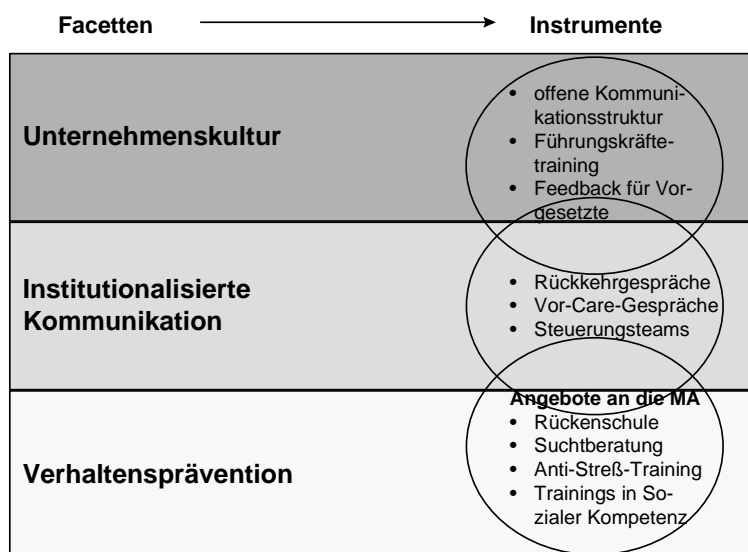 Facetten
Instrumente
Unternehmenskultur
• offene Kommuni-
kationsstruktur
• Führungskräfte-
training
• Feedback für Vor-
gesetzte
Institutionalisierte
Kommunikation
• Rückkehrgespräche
• Vor-Care-Gespräche
• Steuerungsteams
Verhaltensprävention
Angebote an die MA
• Rückenschule
• Suchtberatung
• Anti-Streß-Training
• Trainings in So-
zialer Kompetenz